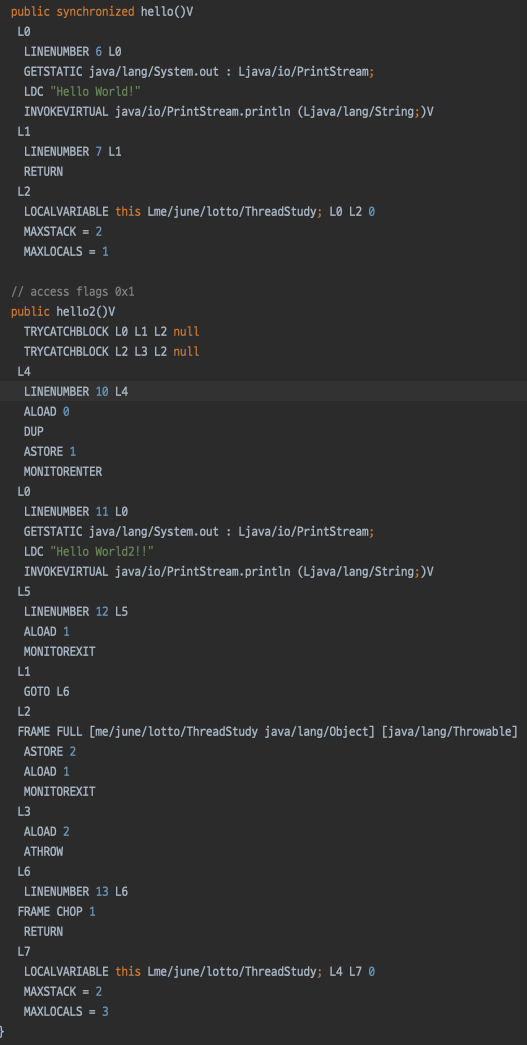 public synchronized hello()V
L0
LINENUMBER 6 L0
GETSTATIC java/lang/System.out : Ljava/io/PrintStream;
LDC "Hello World!"
INVOKEVIRTUAL java/io/PrintStream.println (Ljava/lang/String;)V
L1
LINENUMBER 7 L1
RETURN
L2
LOCALVARIABLE this Lme/june/lotto/ThreadStudy; L0 L2 0
MAXSTACK = 2
MAXLOCALS = 1
// access flags 0x1
public hello2()V
TRYCATCHBLOCK L0 L1 L2 null
TRYCATCHBLOCK L2 L3 L2 null
L4
LINENUMBER 10 L4
ALOAD 0
DUP
ASTORE 1
MONITORENTER
L0
LINENUMBER 11 L0
GETSTATIC java/lang/System.out : Ljava/io/PrintStream;
LDC "Hello World2!!"
INVOKEVIRTUAL java/io/PrintStream.println (Ljava/lang/String;)V
L5
LINENUMBER 12 L5
ALOAD 1
MONITOREXIT
L1
GOTO L6
L2
FRAME FULL [me/june/lotto/ThreadStudy java/lang/Object] [java/lang/Throwable]
ASTORE 2
ALOAD 1
MONITOREXIT
L3
ALOAD 2
ATHROW
L6
LINENUMBER 13 L6
FRAME CHOP 1
RETURN
L7
LOCALVARIABLE this Lme/june/lotto/ThreadStudy; L4 L7 0
MAXSTACK = 2
MAXLOCALS = 3
}